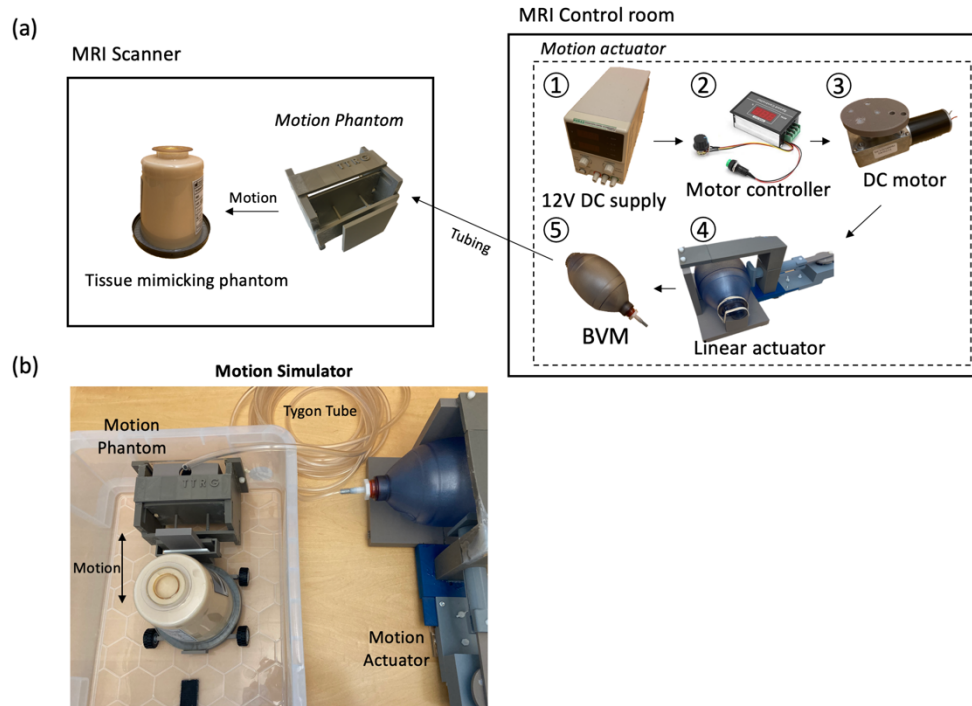 (a)
MRI Scanner
MRI Control room
Motion actuator
Motion Phantom
Motion
Tissue mimicking phantom
Tubing
①
②
③
12V DC supply
Motor controller
DC motor
⑤
④
BVM
Linear actuator
(b)
Motion Simulator
Motion
Phantom
Tygon Tube
TTRG
Motion
Motion
Actuator